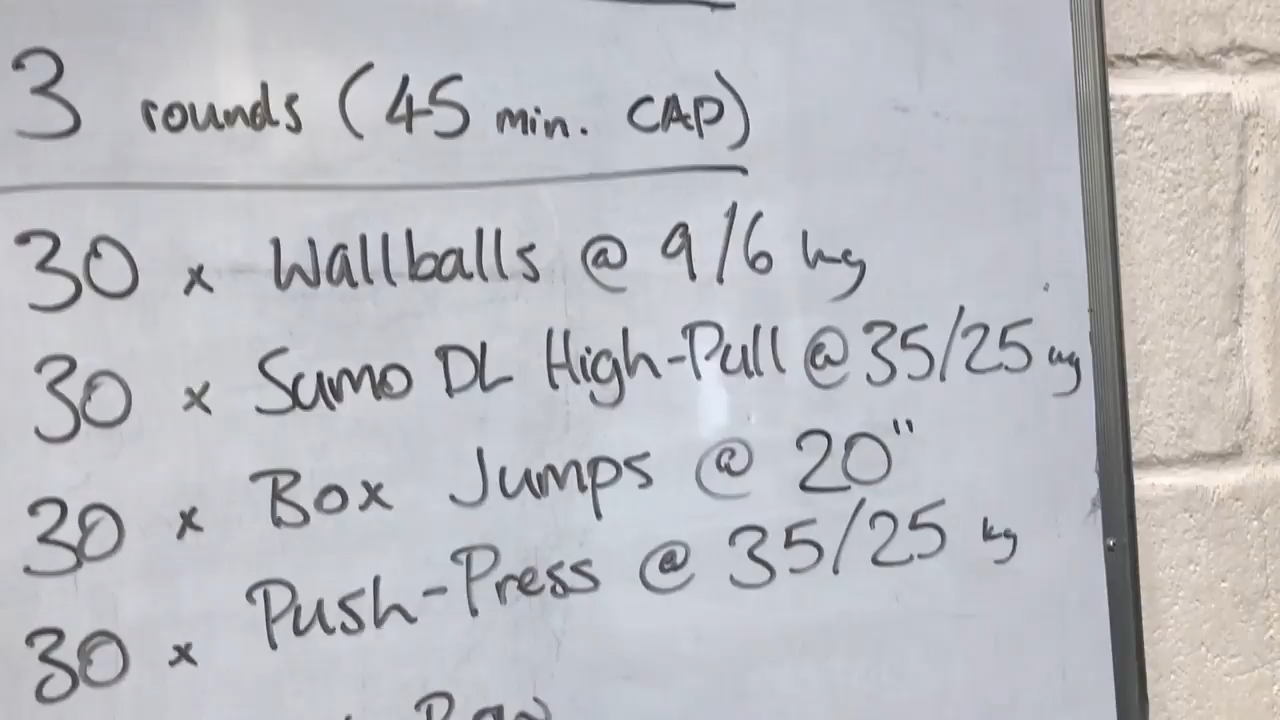 3 rounds (45 min. CAP)
30 x Wallballs @ 9/6 kg
30 x Sumo DL High-Pull @ 35/25 kg
30 x Box Jumps @ 20"
30 x Push-Press @ 35/25 kg